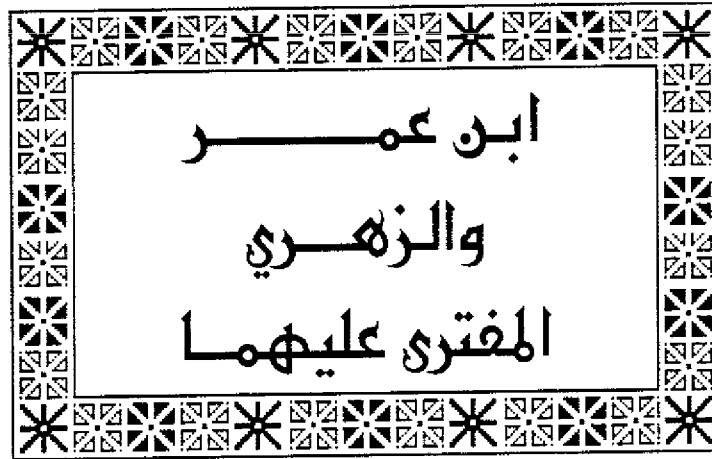 ابن عمر
والزهري
المفترى عليهما